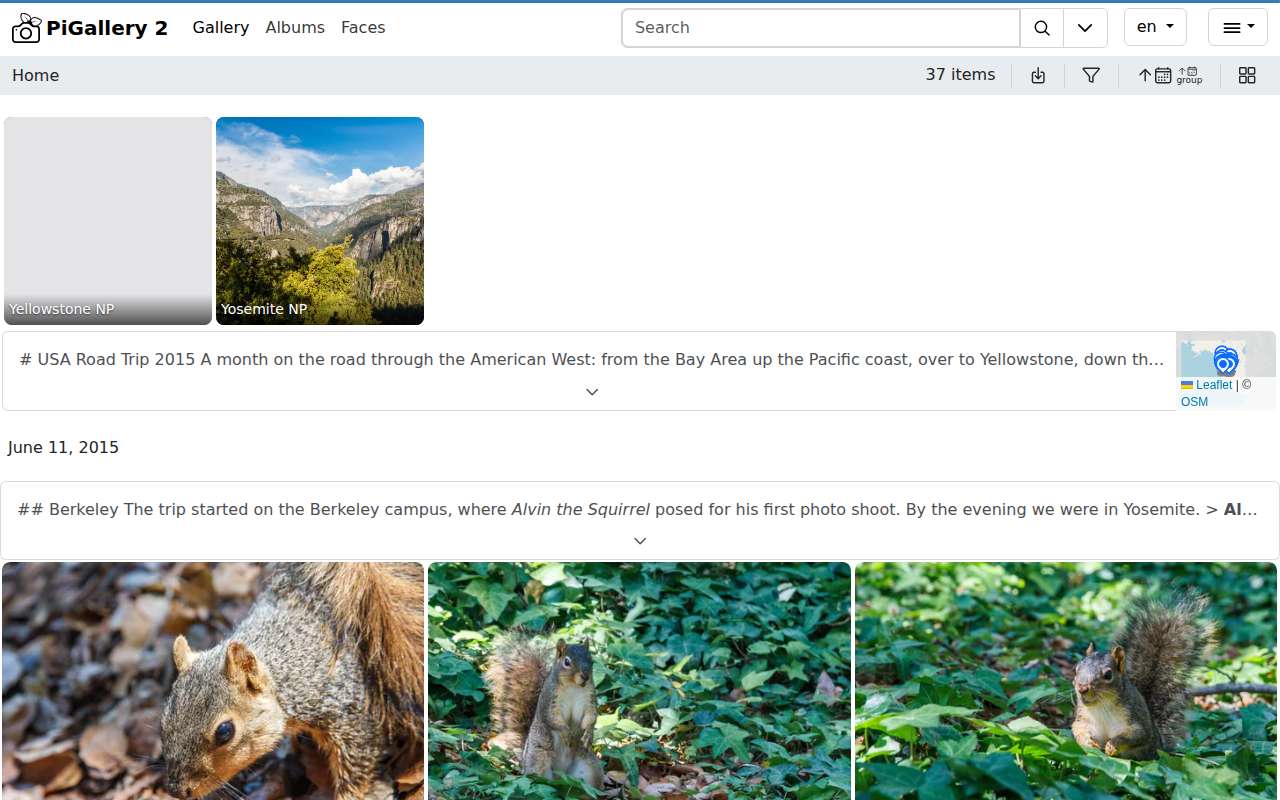 PiGallery 2 Gallery Albums Faces Search en
Home 37 items group
Yellowstone NP Yosemite NP
# USA Road Trip 2015 A month on the road through the American West: from the Bay Area up the Pacific coast, over to Yellowstone, down th...
Leaflet | ©
OSM
June 11, 2015
## Berkeley The trip started on the Berkeley campus, where Alvin the Squirrel posed for his first photo shoot. By the evening we were in Yosemite. > Al...